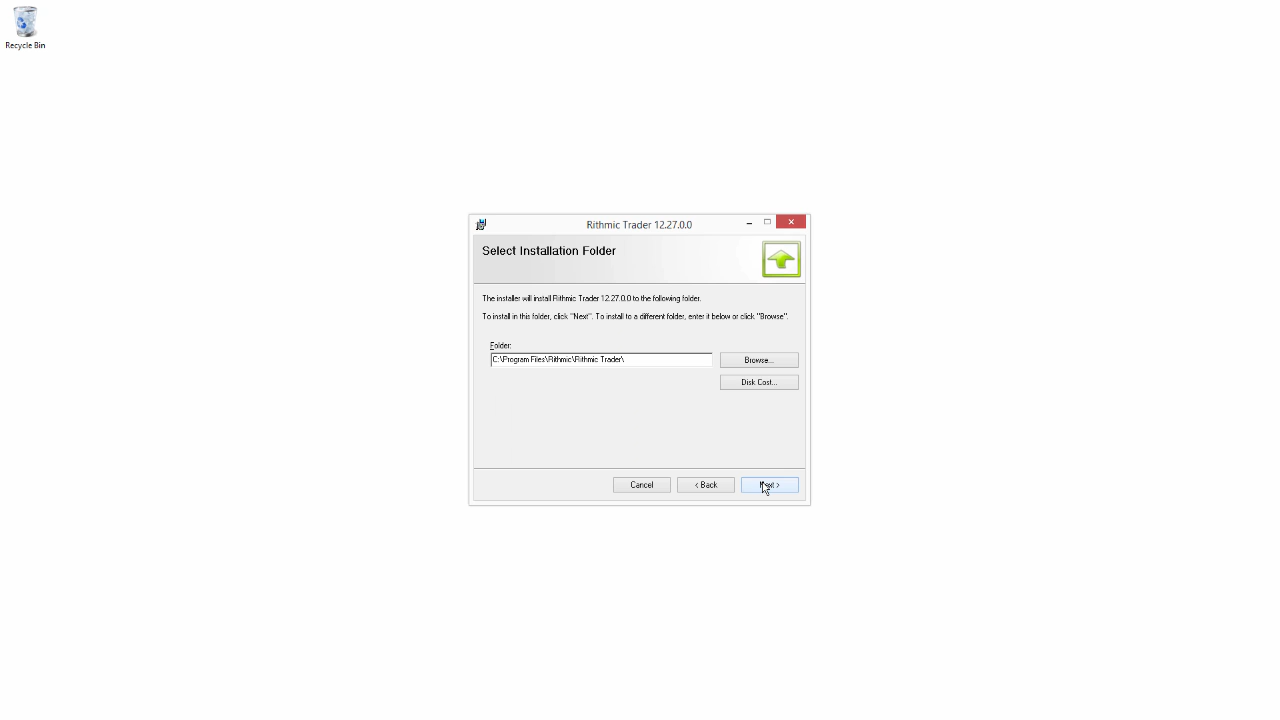 Recycle Bin
Rithmic Trader 12.27.0.0
Select Installation Folder
The installer will install Rithmic Trader 12.27.0.0 to the following folder.
To install in this folder, click "Next". To install to a different folder, enter it below or click "Browse".
Folder:
C:\Program Files\Rithmic\Rithmic Trader\
Browse...
Disk Cost...
Cancel
< Back
Next >